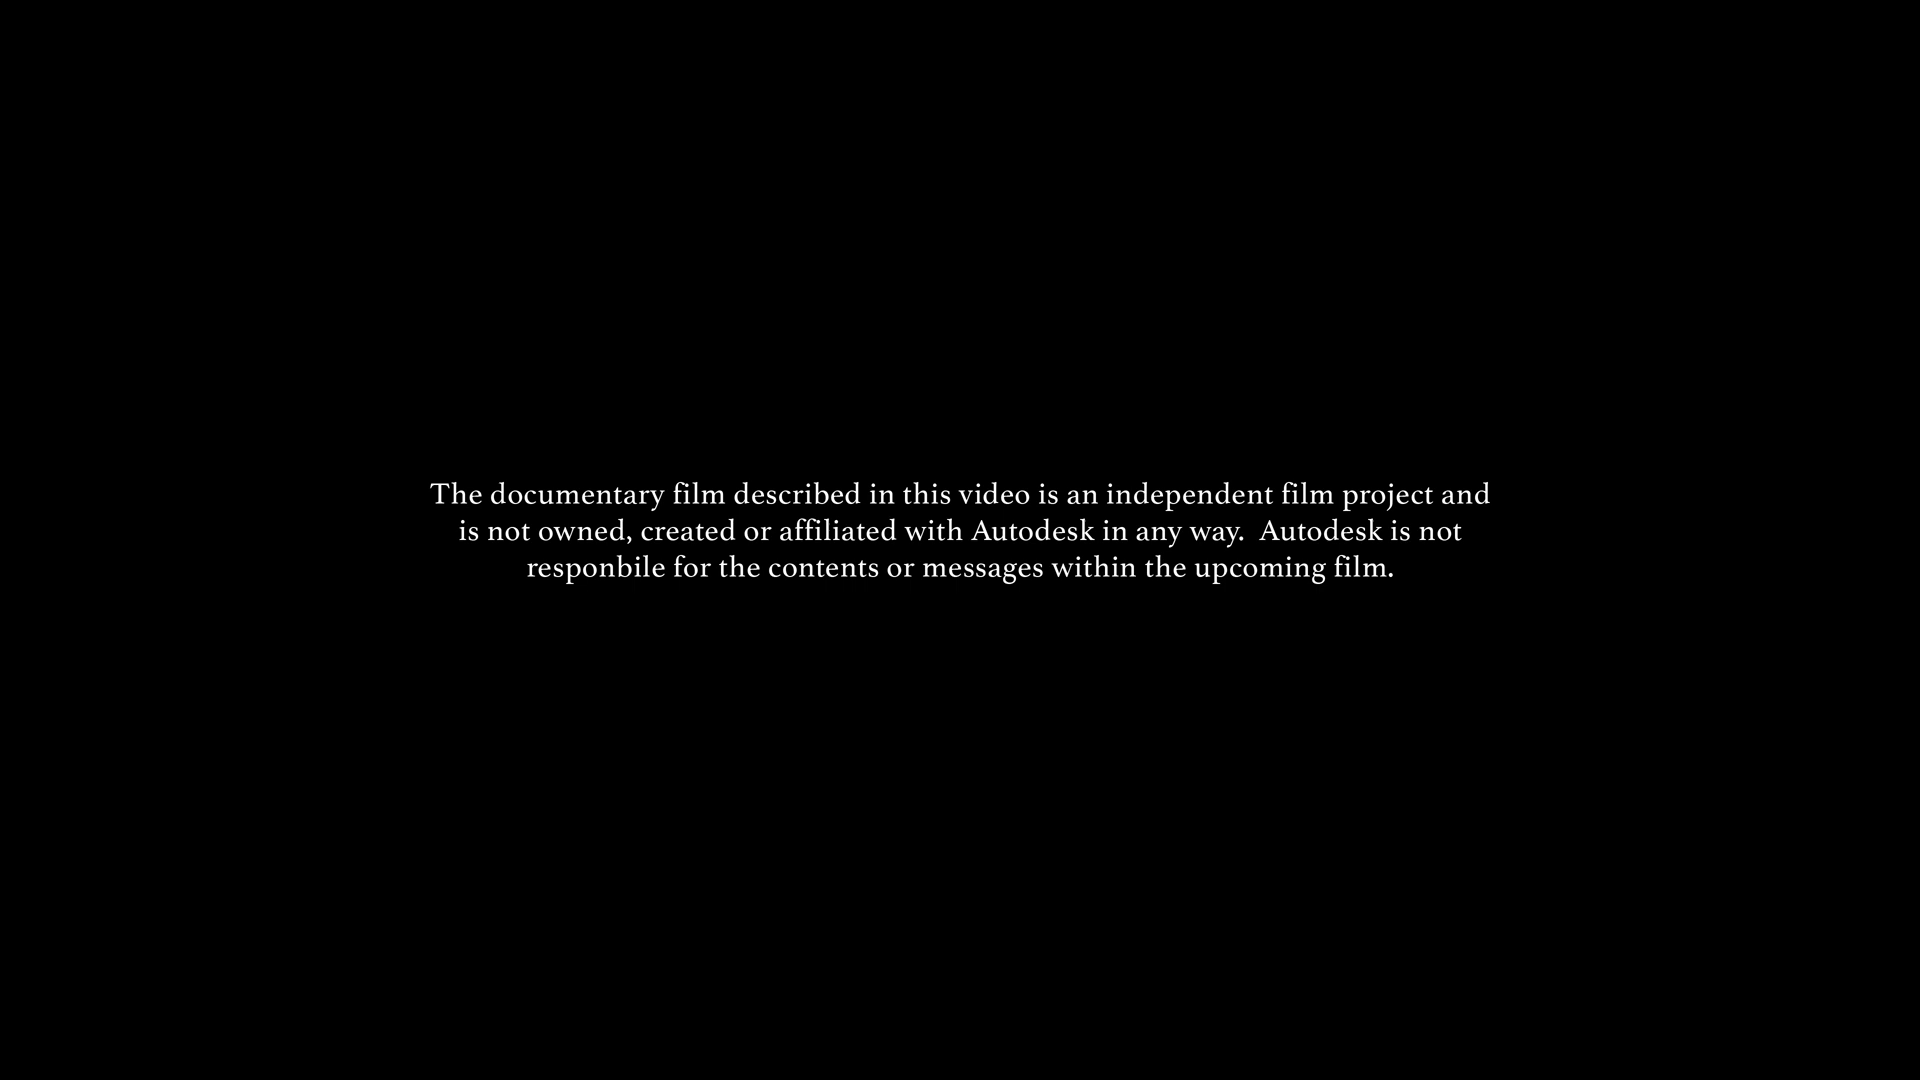 The documentary film described in this video is an independent film project and
is not owned, created or affiliated with Autodesk in any way.  Autodesk is not
responbile for the contents or messages within the upcoming film.